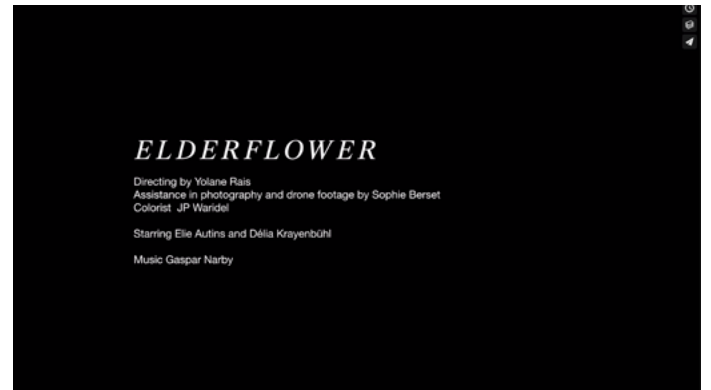 ELDERFLOWER
Directing by Yolane Rais
Assistance in photography and drone footage by Sophie Berset
Colorist JP Waridel
Starring Elie Autins and Délia Krayenbühl
Music Gaspar Narby